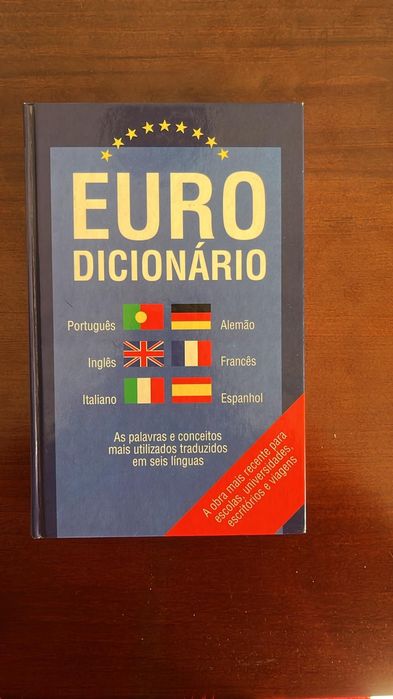 EURO
DICIONÁRIO
Português
Alemão
Inglês
Francês
Italiano
Espanhol
As palavras e conceitos
mais utilizados traduzidos
em seis línguas
A obra mais recente para
escolas, universidades,
escritórios e viagens